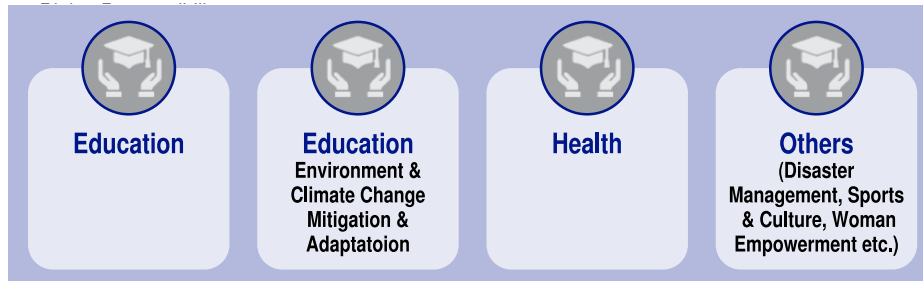 Education
Education
Environment &
Climate Change
Mitigation &
Adaptatoion
Health
Others
(Disaster
Management, Sports
& Culture, Woman
Empowerment etc.)